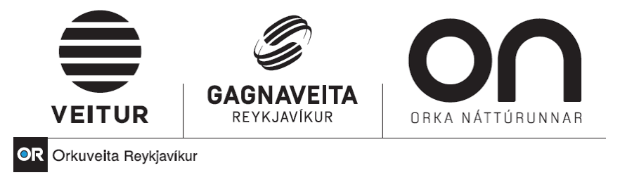 VEITUR
GAGNAVEITA
REYKJAVÍKUR
on
ORKA NÁTTÚRUNNAR
OR Orkuveita Reykjavíkur